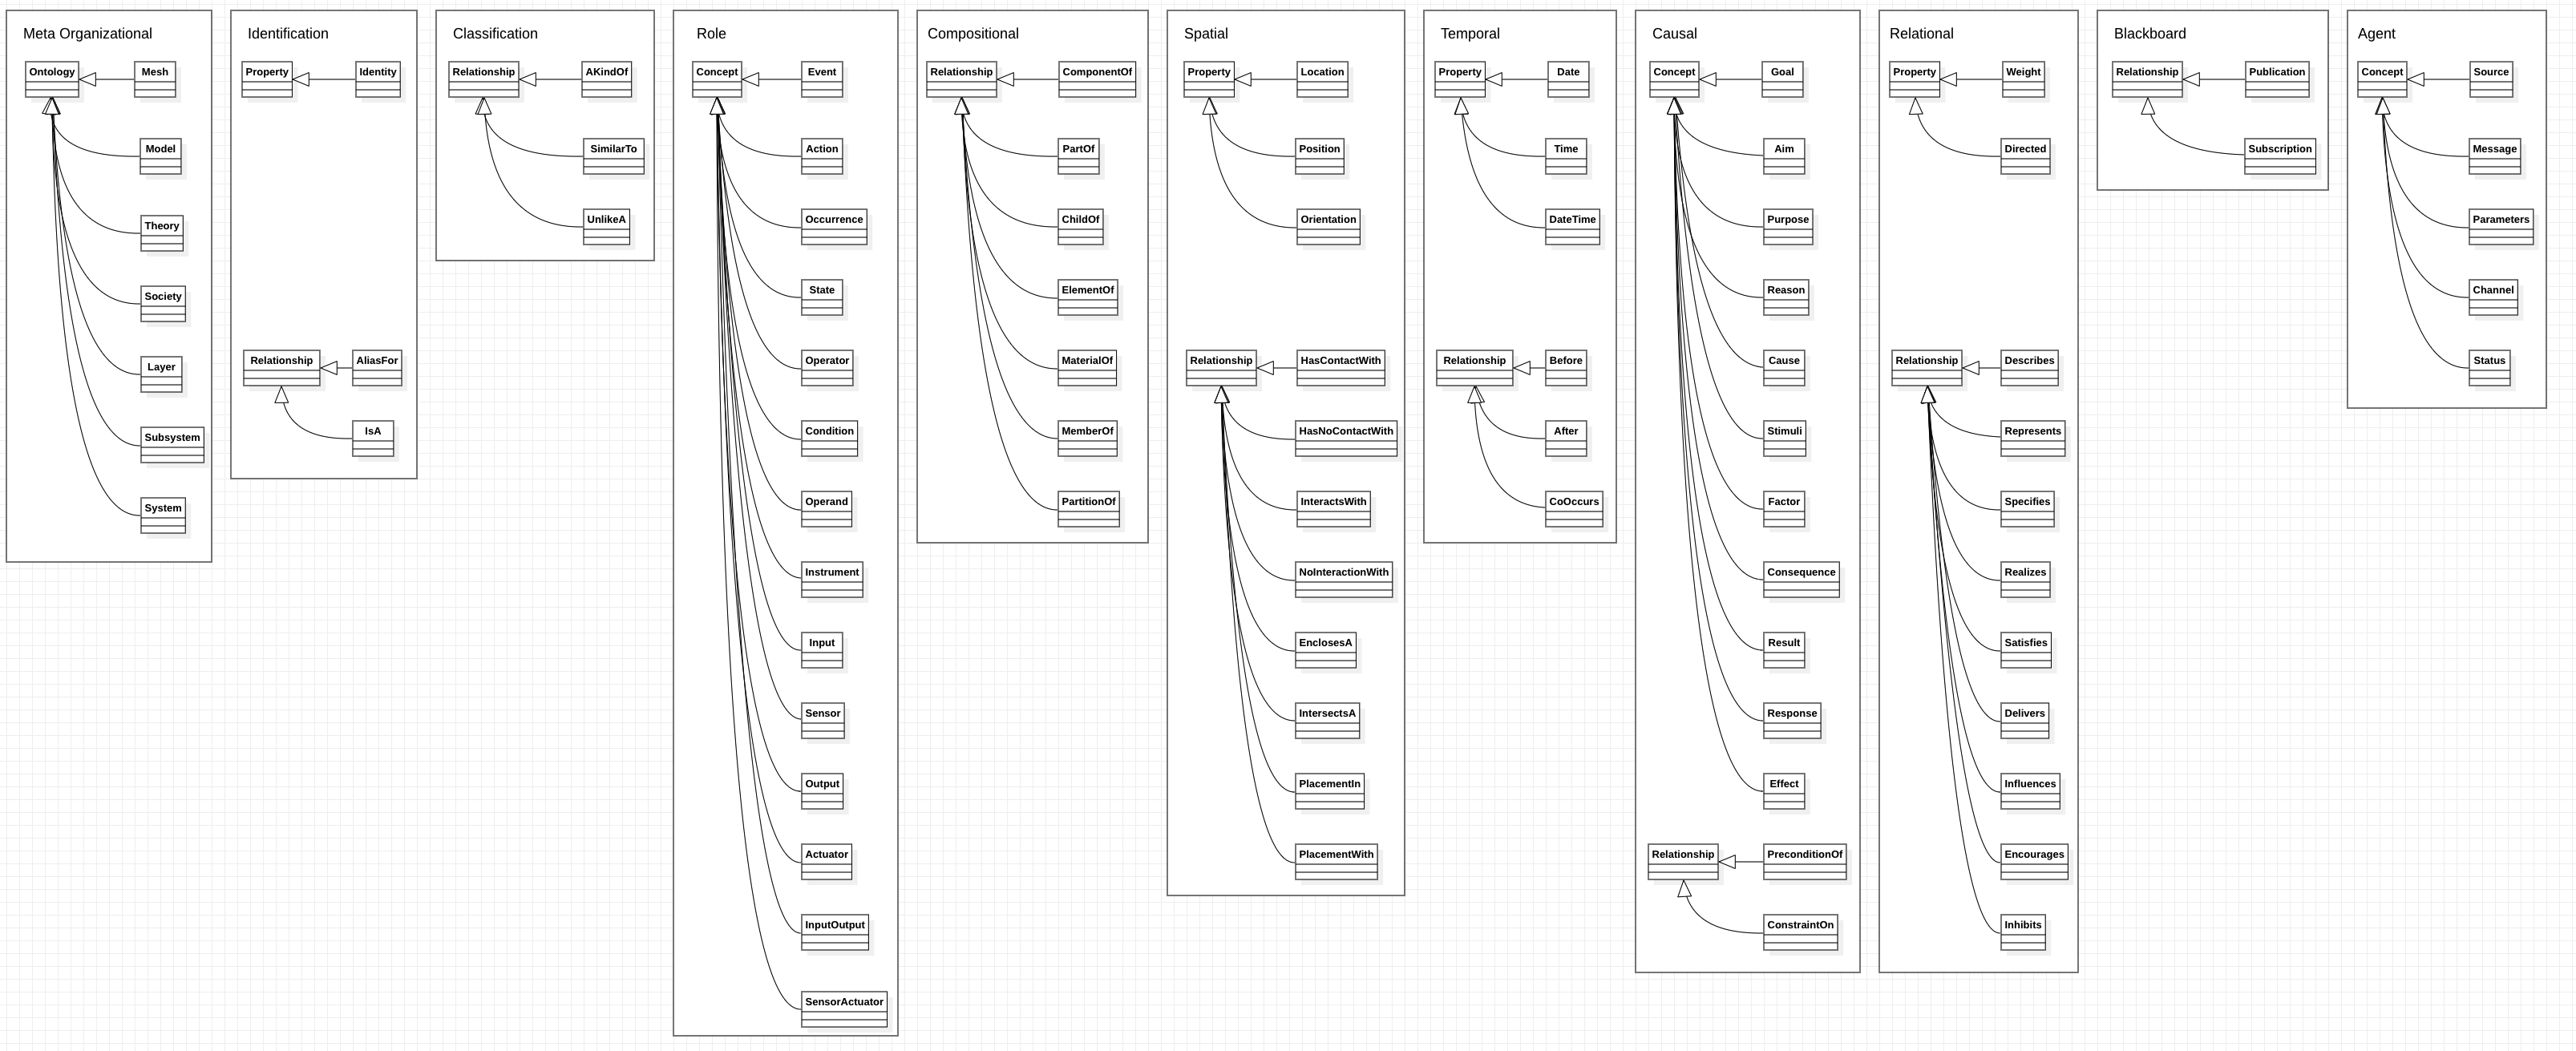 Meta Organizational
Ontology
Mesh
Model
Theory
Society
Layer
Subsystem
System
Identification
Property
Identity
Relationship
AliasFor
IsA
Classification
Relationship
AKindOf
SimilarTo
UnlikeA
Role
Concept
Event
Action
Occurrence
State
Operator
Condition
Operand
Instrument
Input
Sensor
Output
Actuator
InputOutput
SensorActuator
Compositional
Relationship
ComponentOf
PartOf
ChildOf
ElementOf
MaterialOf
MemberOf
PartitionOf
Spatial
Property
Location
Position
Orientation
Relationship
HasContactWith
HasNoContactWith
InteractsWith
NoInteractionWith
EnclosesA
IntersectsA
PlacementIn
PlacementWith
Temporal
Property
Date
Time
DateTime
Relationship
Before
After
CoOccurs
Causal
Concept
Goal
Aim
Purpose
Reason
Cause
Stimuli
Factor
Consequence
Result
Response
Effect
Relationship
PreconditionOf
ConstraintOn
Relational
Property
Weight
Directed
Relationship
Describes
Represents
Specifies
Realizes
Satisfies
Delivers
Influences
Encourages
Inhibits
Blackboard
Relationship
Publication
Subscription
Agent
Concept
Source
Message
Parameters
Channel
Status